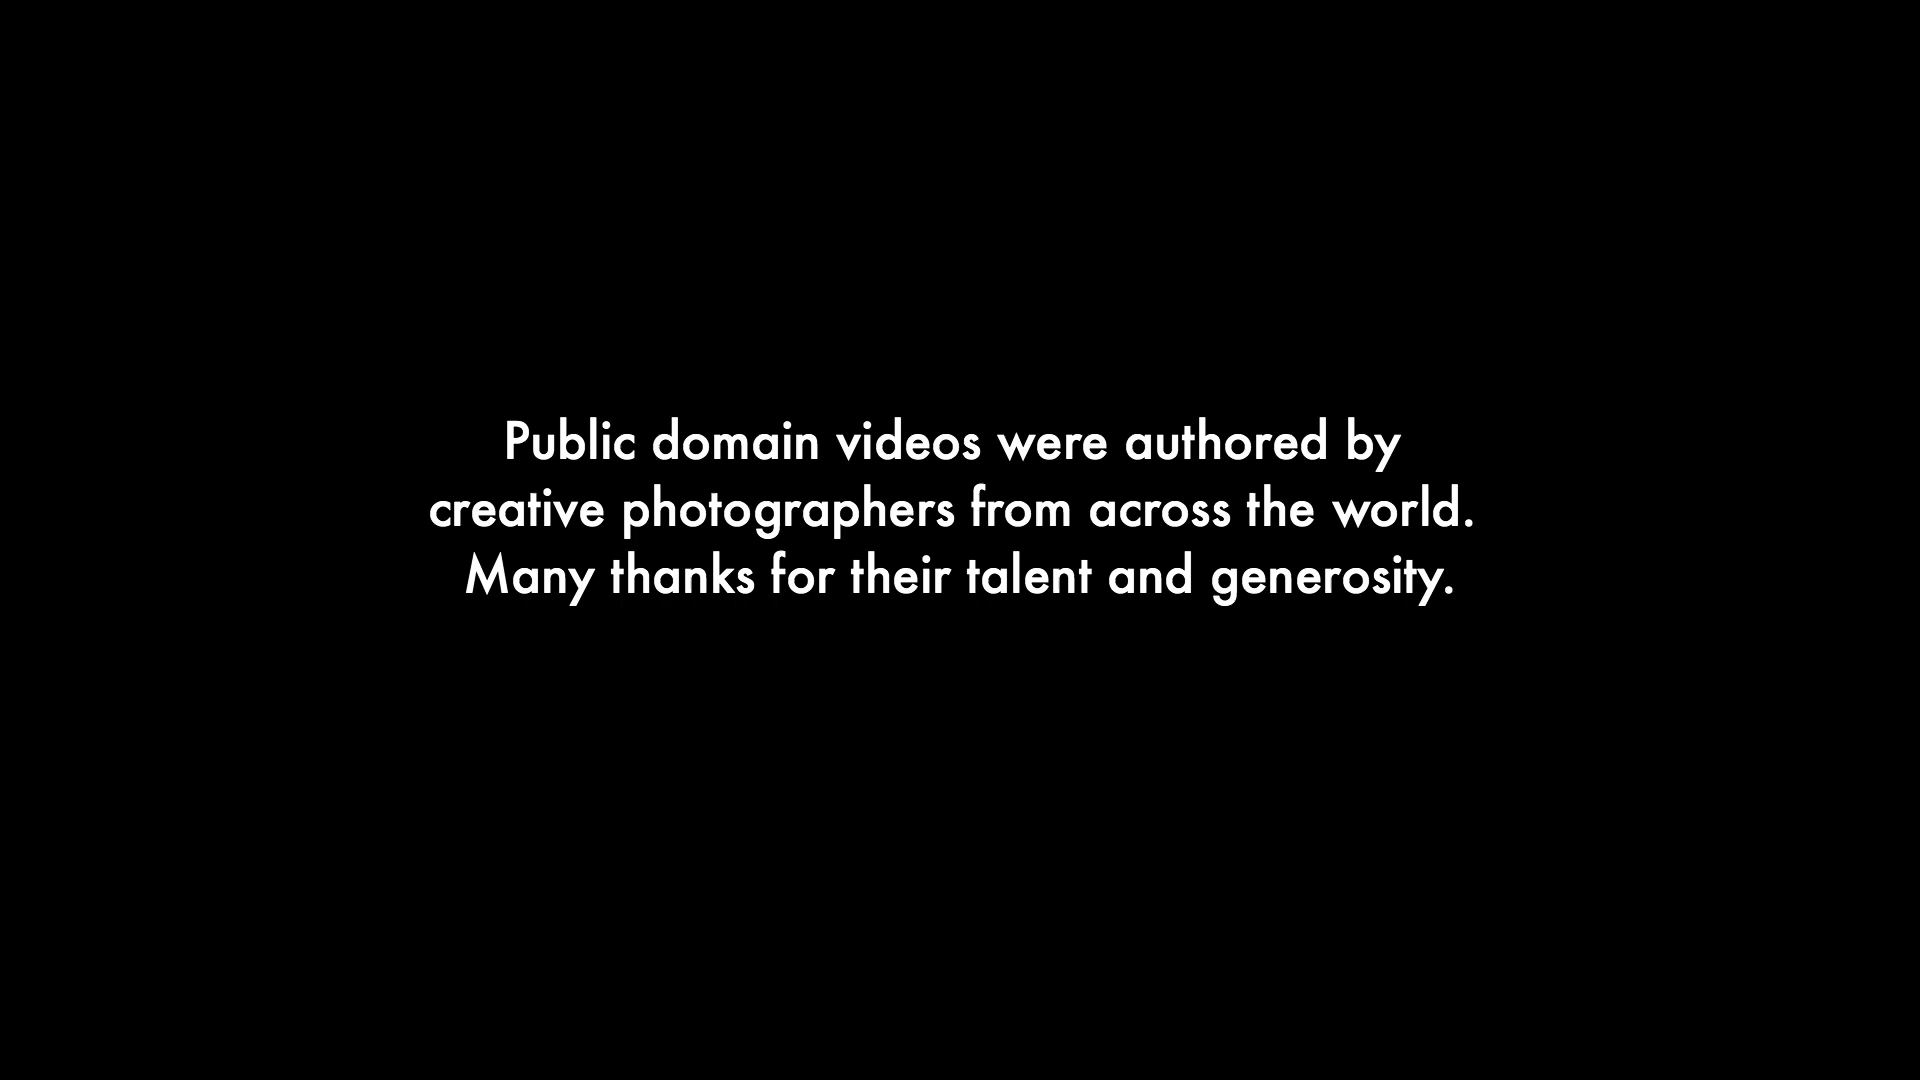 Public domain videos were authored by
creative photographers from across the world.
Many thanks for their talent and generosity.